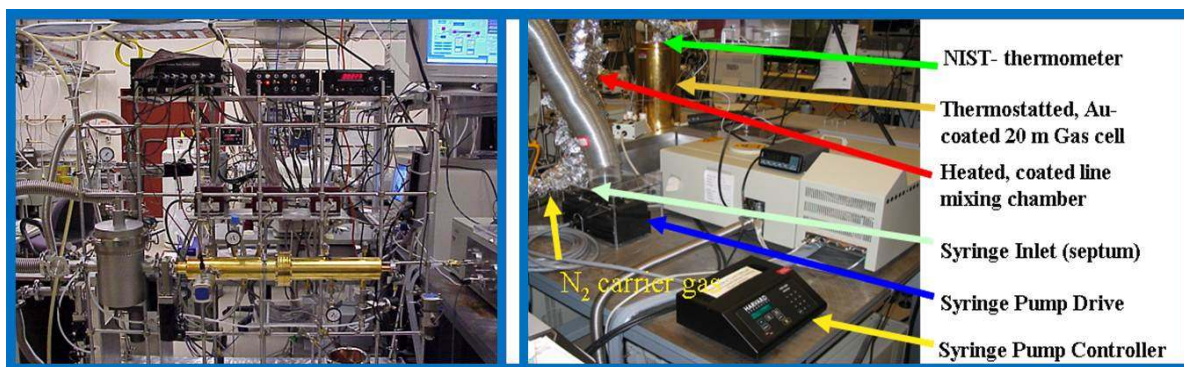 NIST- thermometer
Thermostatted, Au-
coated 20 m Gas cell
Heated, coated line
mixing chamber
Syringe Inlet (septum)
N₂ carrier gas
Syringe Pump Drive
HARVARD
Syringe Pump Controller